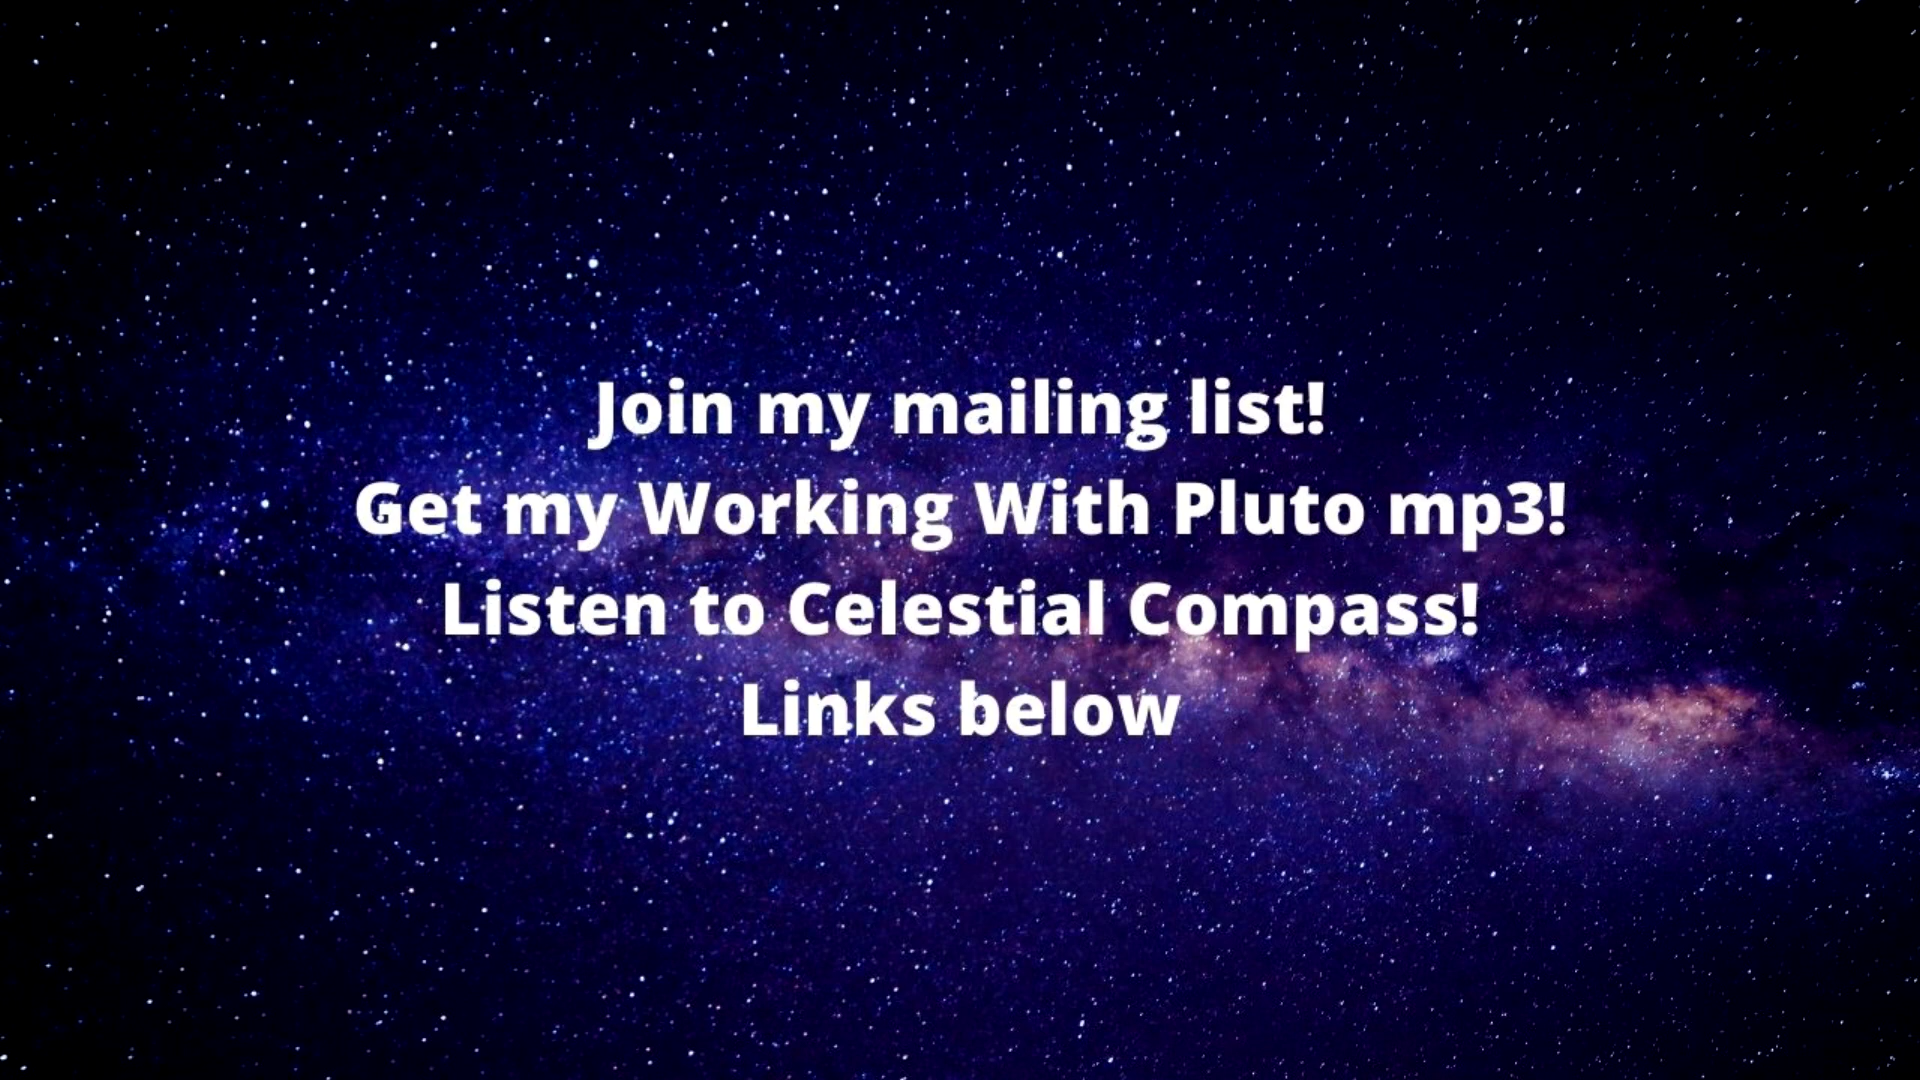 Join my mailing list!
Get my Working With Pluto mp3!
Listen to Celestial Compass!
Links below